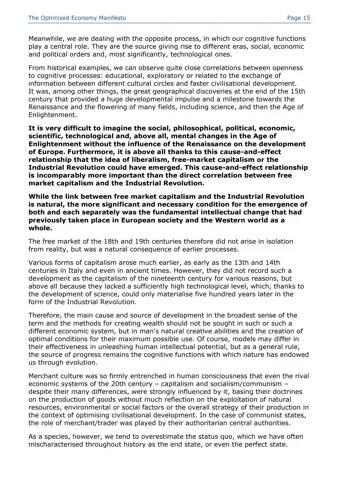 The Optimized Economy Manifesto Page 15
Meanwhile, we are dealing with the opposite process, in which our cognitive functions
play a central role. They are the source giving rise to different eras, social, economic
and political orders and, most significantly, technological ones.
From historical examples, we can observe quite close correlations between openness
to cognitive processes: educational, exploratory or related to the exchange of
information between different cultural circles and faster civilisational development.
It was, among other things, the great geographical discoveries at the end of the 15th
century that provided a huge developmental impulse and a milestone towards the
Renaissance and the flowering of many fields, including science, and then the Age of
Enlightenment.
It is very difficult to imagine the social, philosophical, political, economic,
scientific, technological and, above all, mental changes in the Age of
Enlightenment without the influence of the Renaissance on the development
of Europe. Furthermore, it is above all thanks to this cause-and-effect
relationship that the idea of liberalism, free-market capitalism or the
Industrial Revolution could have emerged. This cause-and-effect relationship
is incomparably more important than the direct correlation between free
market capitalism and the Industrial Revolution.
While the link between free market capitalism and the Industrial Revolution
is natural, the more significant and necessary condition for the emergence of
both and each separately was the fundamental intellectual change that had
previously taken place in European society and the Western world as a
whole.
The free market of the 18th and 19th centuries therefore did not arise in isolation
from reality, but was a natural consequence of earlier processes.
Various forms of capitalism arose much earlier, as early as the 13th and 14th
centuries in Italy and even in ancient times. However, they did not record such a
development as the capitalism of the nineteenth century for various reasons, but
above all because they lacked a sufficiently high technological level, which, thanks to
the development of science, could only materialise five hundred years later in the
form of the Industrial Revolution.
Therefore, the main cause and source of development in the broadest sense of the
term and the methods for creating wealth should not be sought in such or such a
different economic system, but in man's natural creative abilities and the creation of
optimal conditions for their maximum possible use. Of course, models may differ in
their effectiveness in unleashing human intellectual potential, but as a general rule,
the source of progress remains the cognitive functions with which nature has endowed
us through evolution.
Merchant culture was so firmly entrenched in human consciousness that even the rival
economic systems of the 20th century – capitalism and socialism/communism –
despite their many differences, were strongly influenced by it, basing their doctrines
on the production of goods without much reflection on the exploitation of natural
resources, environmental or social factors or the overall strategy of their production in
the context of optimising civilisational development. In the case of communist states,
the role of merchant/trader was played by their authoritarian central authorities.
As a species, however, we tend to overestimate the status quo, which we have often
mischaracterised throughout history as the end state, or even the perfect state.